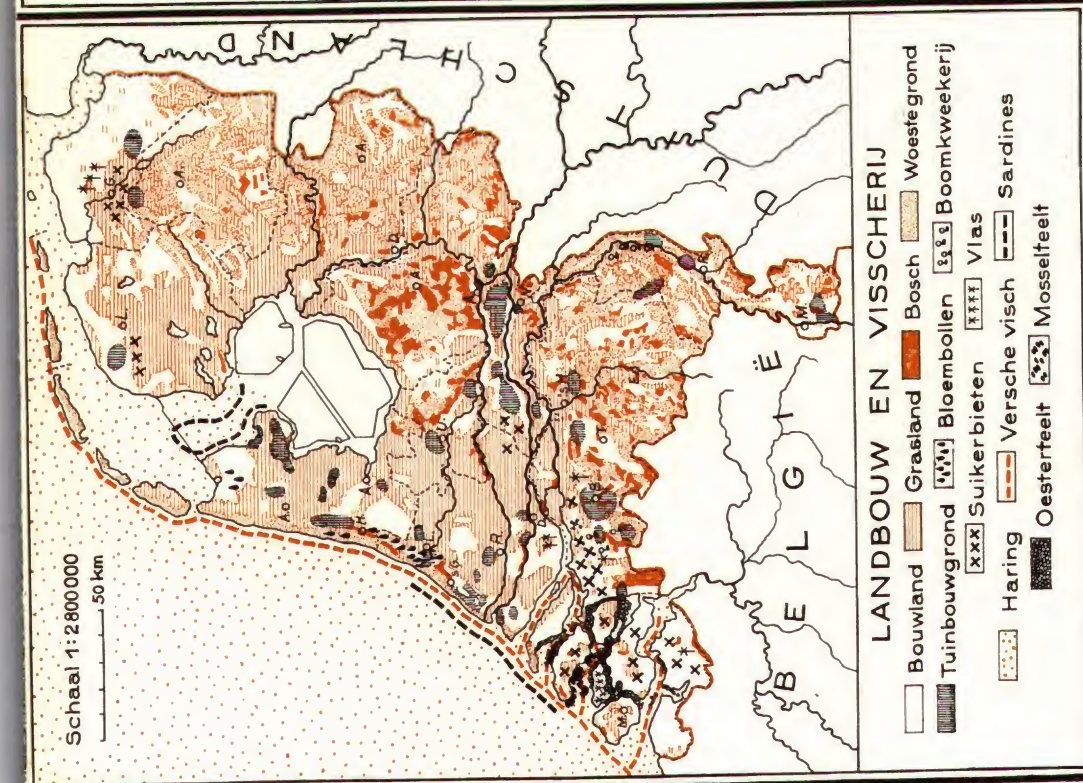 Schaal 1:2800000
50 km
DUITSCHLAND
BELGIË
G.
L.
A.
A.
D.
A.
A.
A.
H.
U.
R.
T.
B.
M.
LANDBOUW EN VISSCHERIJ
Bouwland Grasland Bosch Woestegrond
Tuinbouwgrond Bloembollen Boomkweekerij
Suikerbieten Vlas
Haring Versche visch Sardines
Oesterteelt Mosselteelt